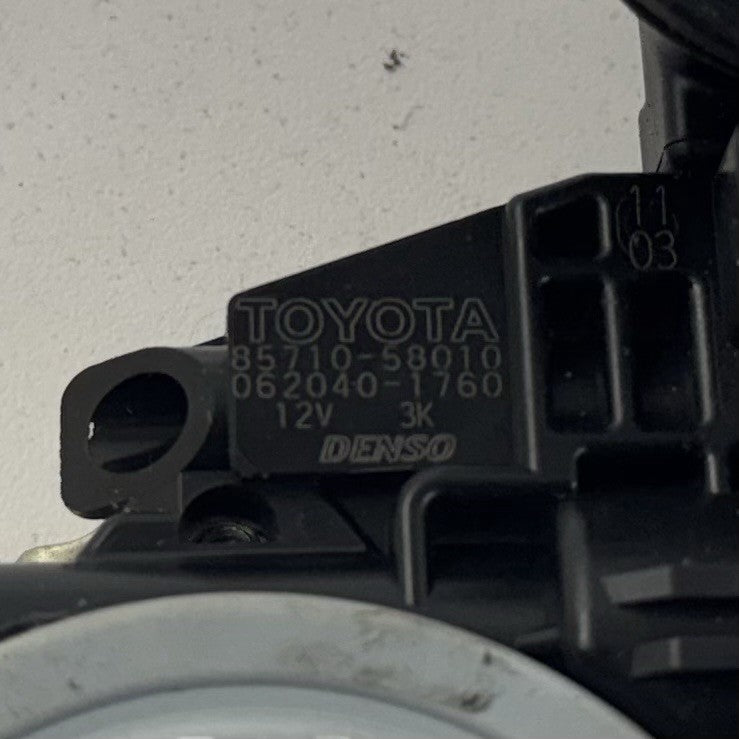 11
03
TOYOTA
85710-58010
062040-1760
12V 3K
DENSO